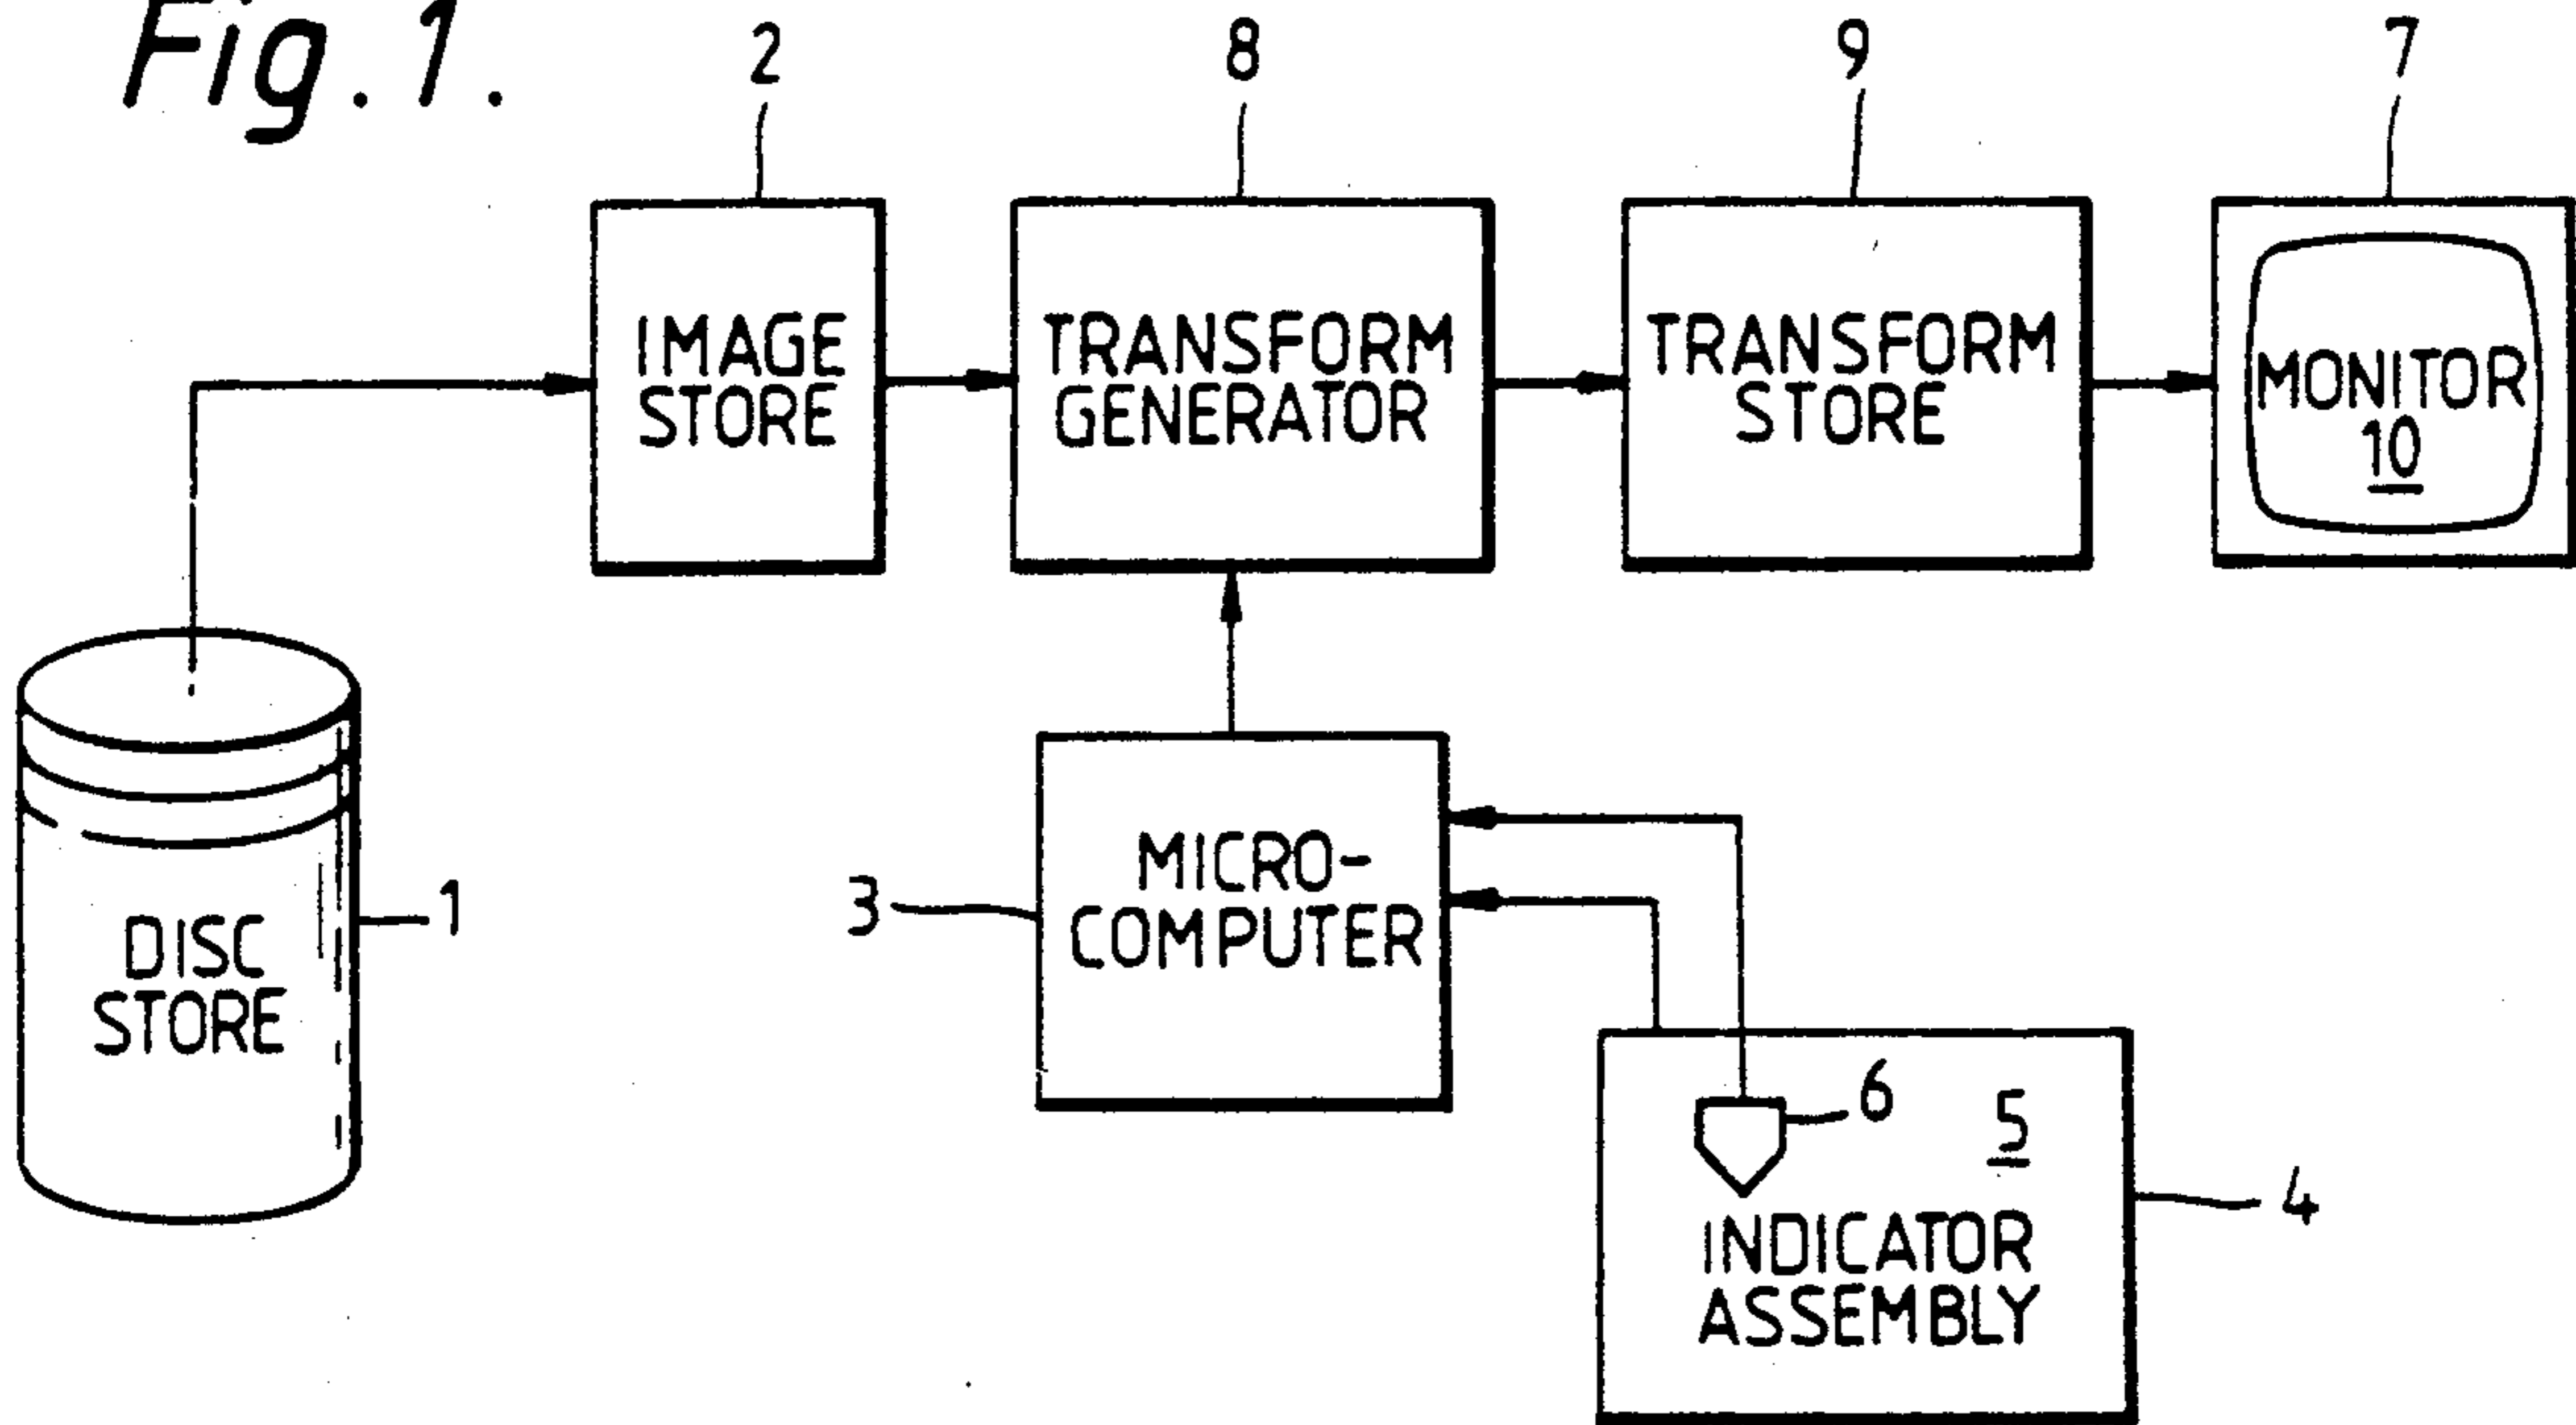 Fig. 1.
2
8
9
7
IMAGE
STORE
TRANSFORM
GENERATOR
TRANSFORM
STORE
MONITOR
10
DISC
STORE
1
3
MICRO-
COMPUTER
6
5
4
INDICATOR
ASSEMBLY